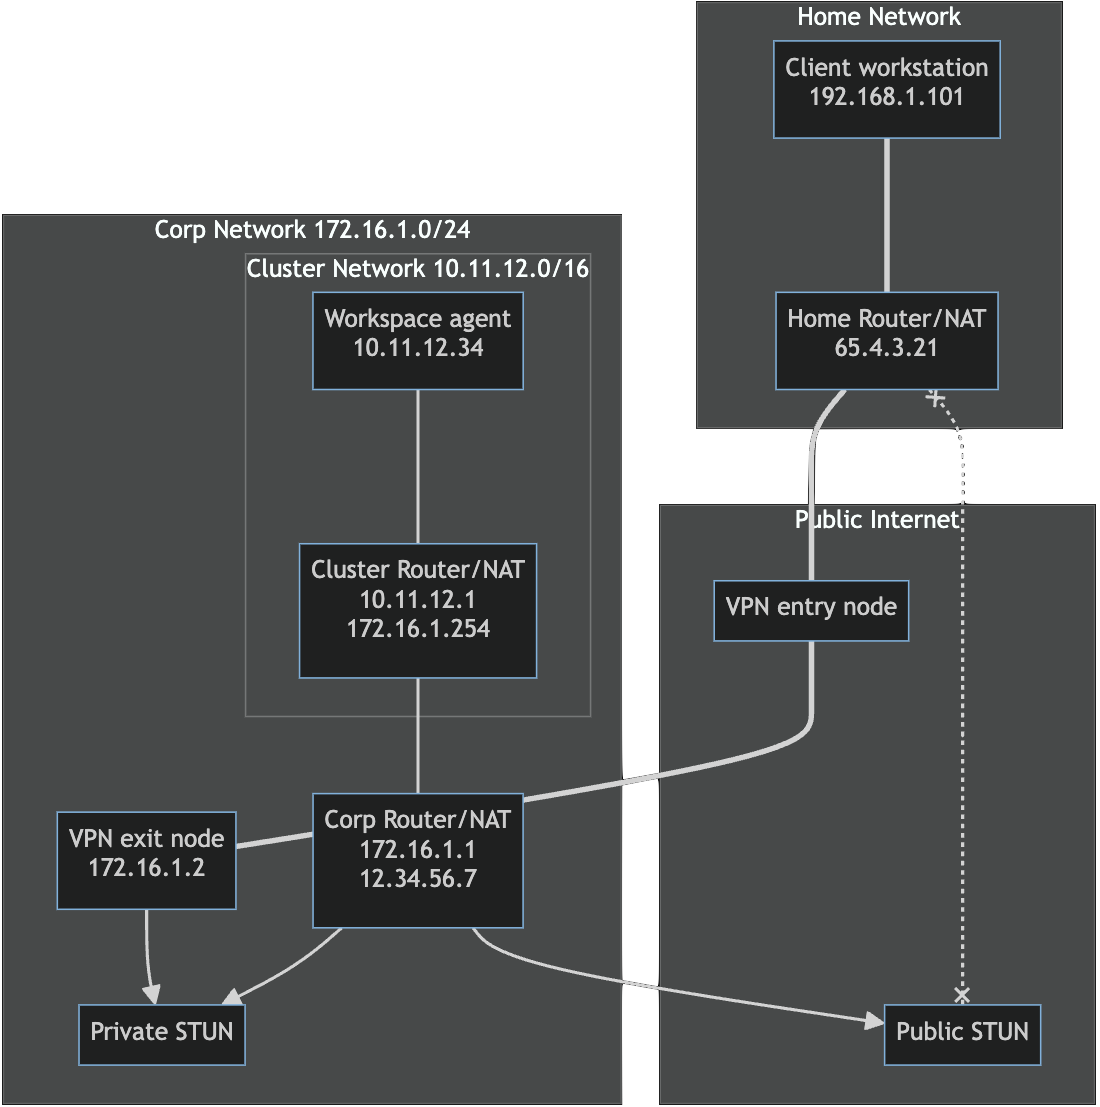 Home Network
Client workstation
192.168.1.101
Home Router/NAT
65.4.3.21
Corp Network 172.16.1.0/24
Cluster Network 10.11.12.0/16
Workspace agent
10.11.12.34
Cluster Router/NAT
10.11.12.1
172.16.1.254
Public Internet
VPN entry node
VPN exit node
172.16.1.2
Corp Router/NAT
172.16.1.1
12.34.56.7
Private STUN
Public STUN